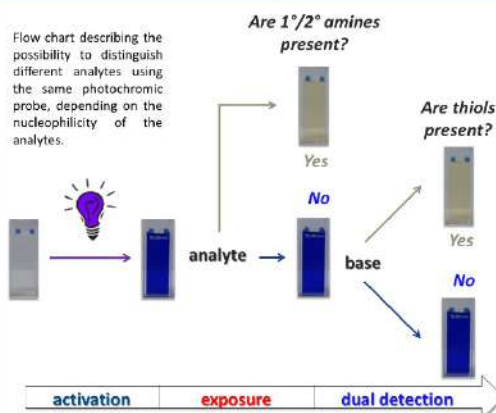 Flow chart describing the
possibility to distinguish
different analytes using
the same photochromic
probe, depending on the
nucleophilicity of the
analytes.
Are 1°/2° amines
present?
Yes
No
Are thiols
present?
Yes
No
analyte
base
activation
exposure
dual detection